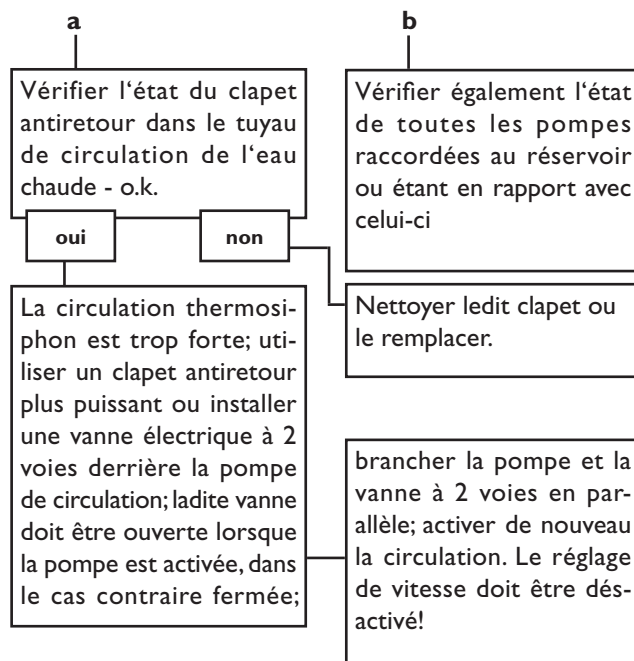 a
Vérifier l‘état du clapet
antiretour dans le tuyau
de circulation de l‘eau
chaude - o.k.
oui
non
La circulation thermosi-
phon est trop forte; uti-
liser un clapet antiretour
plus puissant ou installer
une vanne électrique à 2
voies derrière la pompe
de circulation; ladite vanne
doit être ouverte lorsque
la pompe est activée, dans
le cas contraire fermée;
b
Vérifier également l‘état
de toutes les pompes
raccordées au réservoir
ou étant en rapport avec
celui-ci
Nettoyer ledit clapet ou
le remplacer.
brancher la pompe et la
vanne à 2 voies en par-
allèle; activer de nouveau
la circulation. Le réglage
de vitesse doit être dés-
activé!